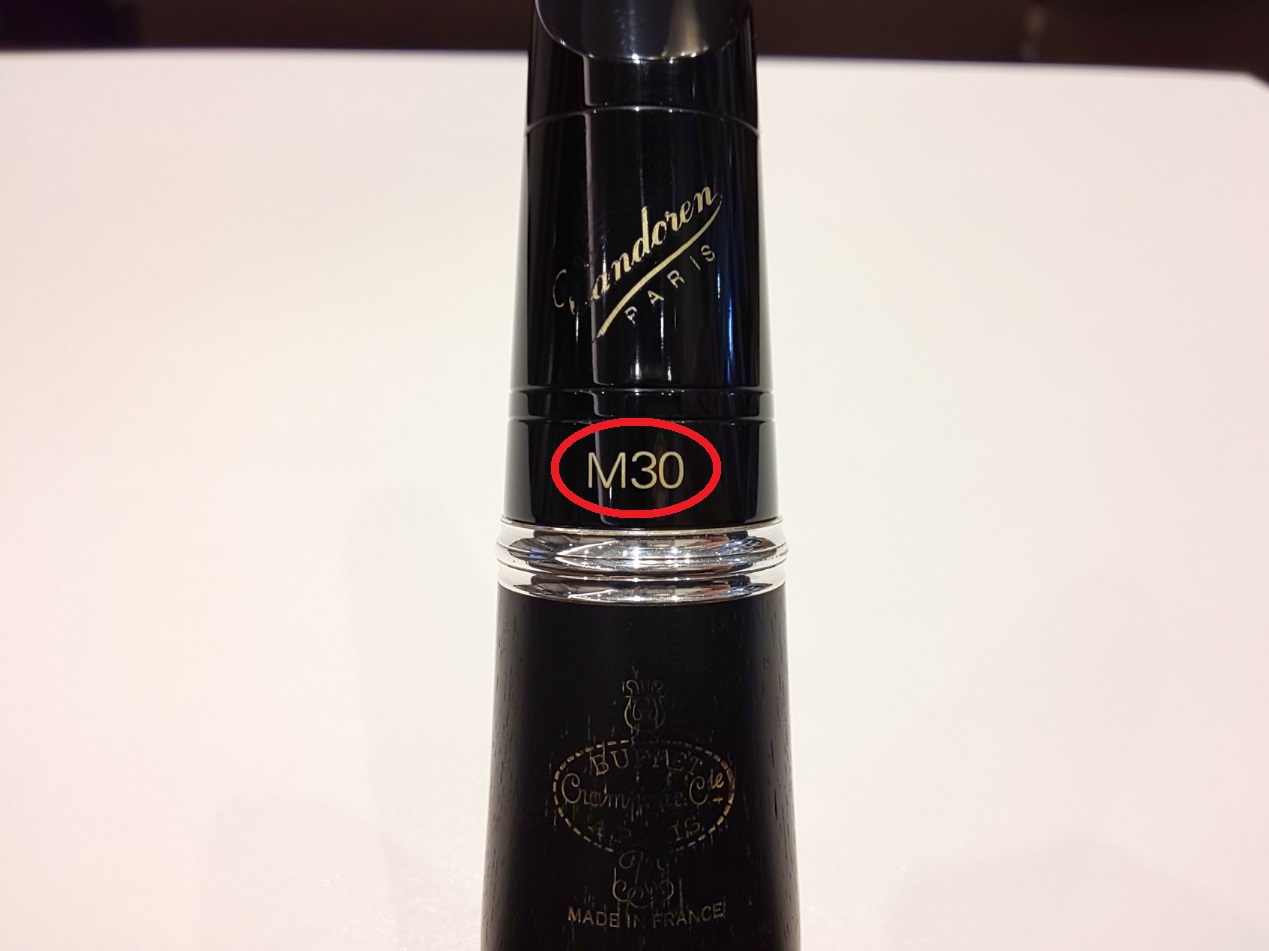 Vandoren
PARIS
M30
BUFFET
Crampon & Cie
A PARIS
MADE IN FRANCE